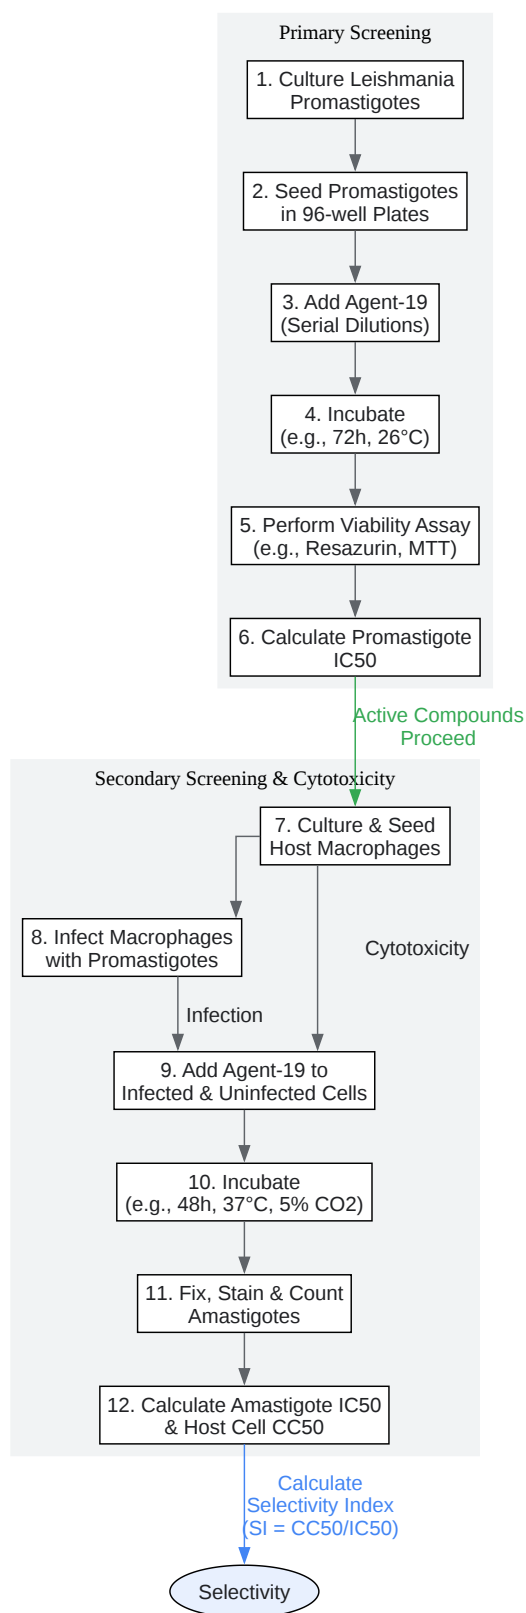 Primary Screening
1. Culture Leishmania
Promastigotes
2. Seed Promastigotes
in 96-well Plates
3. Add Agent-19
(Serial Dilutions)
4. Incubate
(e.g., 72h, 26°C)
5. Perform Viability Assay
(e.g., Resazurin, MTT)
6. Calculate Promastigote
IC50
Active Compounds
Proceed
Secondary Screening & Cytotoxicity
7. Culture & Seed
Host Macrophages
8. Infect Macrophages
with Promastigotes
Cytotoxicity
Infection
9. Add Agent-19 to
Infected & Uninfected Cells
10. Incubate
(e.g., 48h, 37°C, 5% CO2)
11. Fix, Stain & Count
Amastigotes
12. Calculate Amastigote IC50
& Host Cell CC50
Calculate
Selectivity Index
(SI = CC50/IC50)
Selectivity